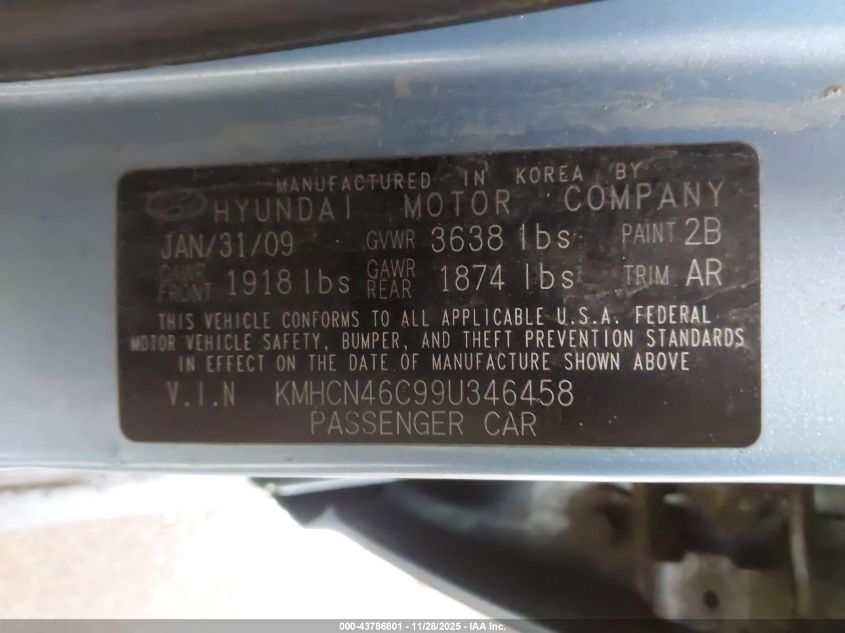 MANUFACTURED IN KOREA BY
HYUNDAI MOTOR COMPANY
JAN/31/09 GVWR 3638 lbs PAINT 2B
GAWR FRONT 1918 lbs GAWR REAR 1874 lbs TRIM AR
THIS VEHICLE CONFORMS TO ALL APPLICABLE U.S.A. FEDERAL
MOTOR VEHICLE SAFETY, BUMPER, AND THEFT PREVENTION STANDARDS
IN EFFECT ON THE DATE OF MANUFACTURE SHOWN ABOVE
V.I.N KMHCN46C99U346458
PASSENGER CAR
000-43786801 - 11/28/2025 - IAA Inc.